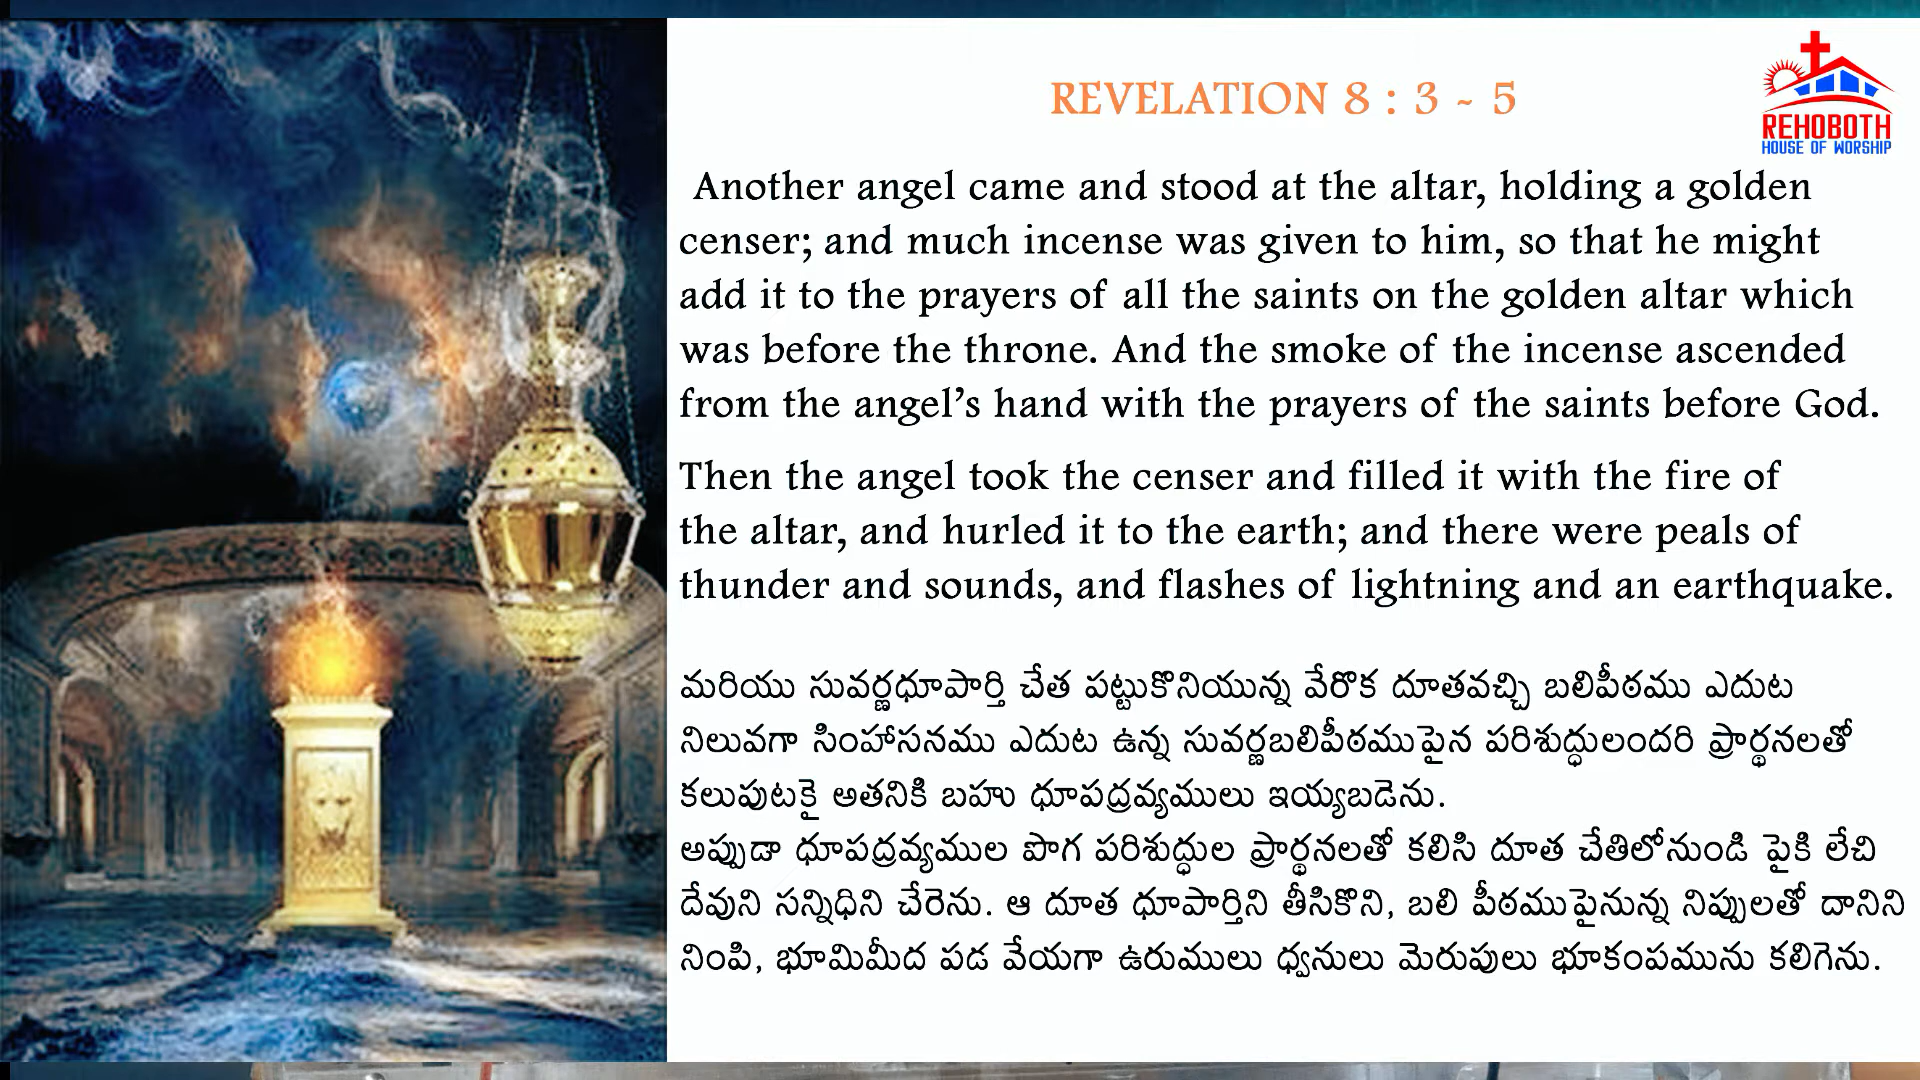 REVELATION 8 : 3 ~ 5
REHOBOTH
HOUSE OF WORSHIP
Another angel came and stood at the altar, holding a golden
censer; and much incense was given to him, so that he might
add it to the prayers of all the saints on the golden altar which
was before the throne. And the smoke of the incense ascended
from the angel’s hand with the prayers of the saints before God.
Then the angel took the censer and filled it with the fire of
the altar, and hurled it to the earth; and there were peals of
thunder and sounds, and flashes of lightning and an earthquake.
మరియు సువర్ణధూపార్తి చేత పట్టుకొనియున్న వేరొక దూతవచ్చి బలిపీఠము ఎదుట
నిలువగా సింహాసనము ఎదుట ఉన్న సువర్ణబలిపీఠముపైన పరిశుద్ధులందరి ప్రార్థనలతో
కలుపుటకై అతనికి బహు ధూపద్రవ్యములు ఇయ్యబడెను.
అప్పుడా ధూపద్రవ్యముల పొగ పరిశుద్ధుల ప్రార్థనలతో కలిసి దూత చేతిలోనుండి పైకి లేచి
దేవుని సన్నిధిని చేరెను. ఆ దూత ధూపార్తిని తీసికొని, బలి పీఠముపైనున్న నిప్పులతో దానిని
నింపి, భూమిమీద పడ వేయగా ఉరుములు ధ్వనులు మెరుపులు భూకంపమును కలిగెను.